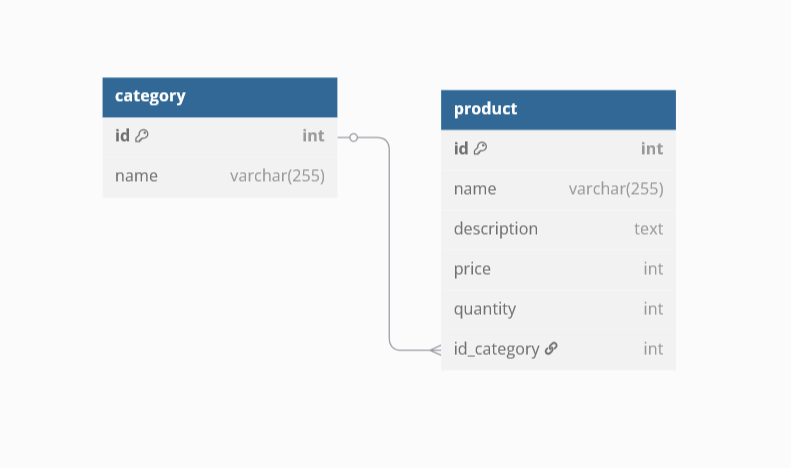 category
id int
name varchar(255)
product
id int
name varchar(255)
description text
price int
quantity int
id_category int